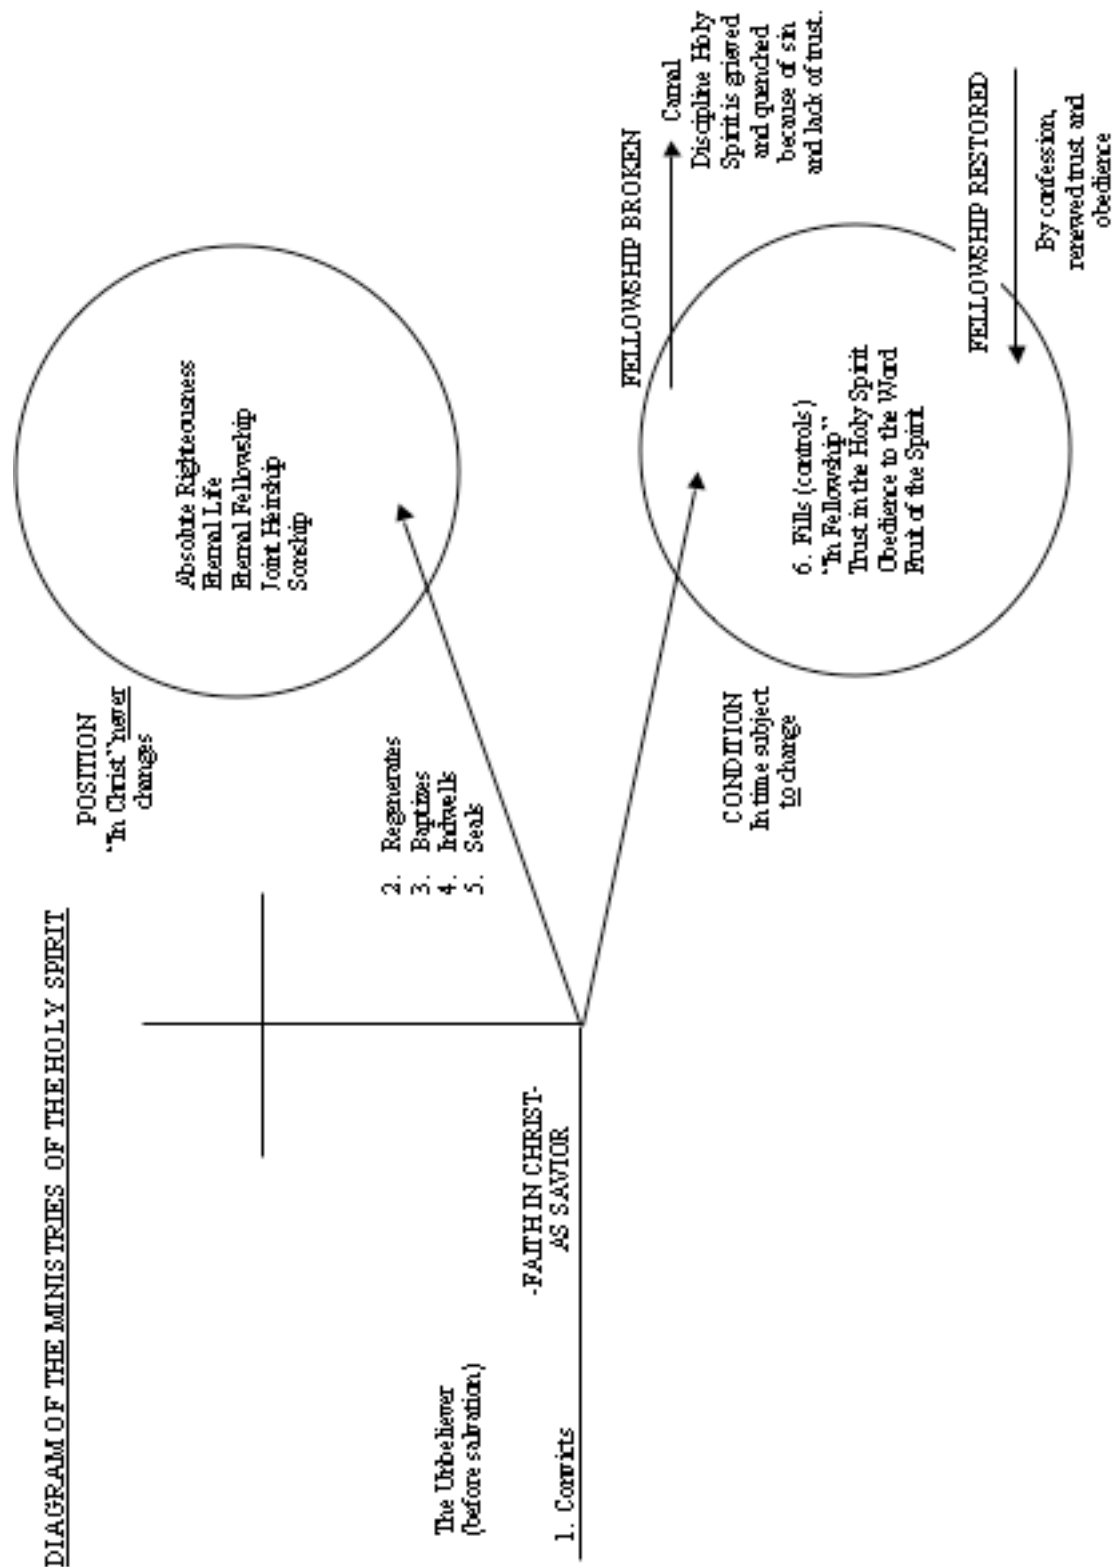 DIAGRAM OF THE MINISTRIES OF THE HOLY SPIRIT
The Unbeliever
(before salvation)
1. Convicts
-FAITH IN CHRIST-
AS SAVIOR
2. Regenerates
3. Baptizes
4. Indwells
5. Seals
POSITION
"In Christ" never
changes
Absolute Righteousness
Eternal Life
Eternal Fellowship
Joint Heirship
Sonship
CONDITION
In time subject
to change
6. Fills (controls)
"In Fellowship"
Trust in the Holy Spirit
Obedience to the Word
Fruit of the Spirit
FELLOWSHIP BROKEN
Carnal
Discipline Holy
Spirit is grieved
and quenched
because of sin
and lack of trust.
FELLOWSHIP RESTORED
By confession,
renewed trust and
obedience